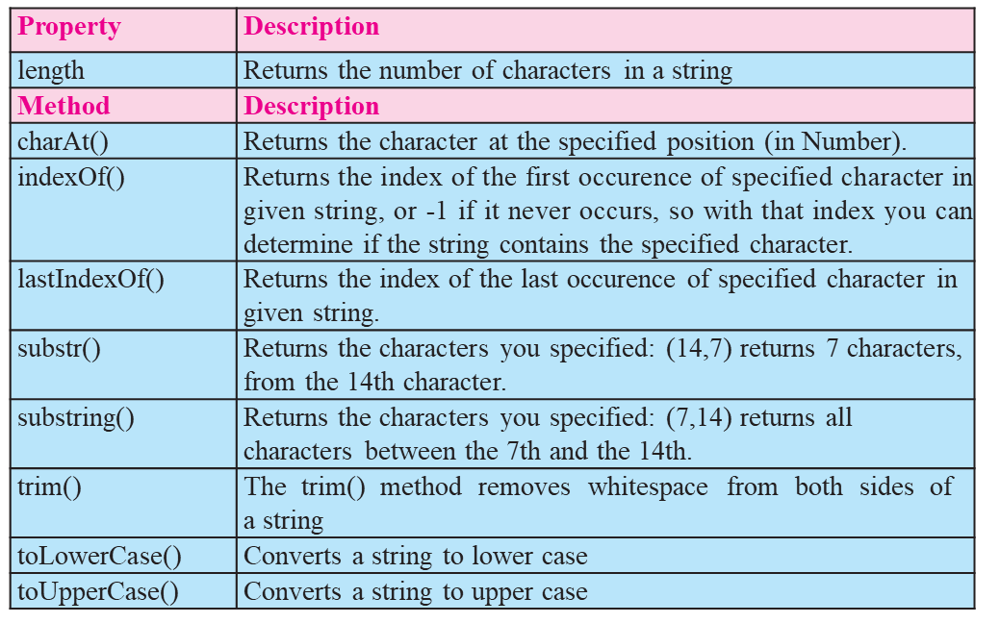 Property Description
length Returns the number of characters in a string
Method Description
charAt() Returns the character at the specified position (in Number).
indexOf() Returns the index of the first occurence of specified character in
given string, or -1 if it never occurs, so with that index you can
determine if the string contains the specified character.
lastIndexOf() Returns the index of the last occurence of specified character in
given string.
substr() Returns the characters you specified: (14,7) returns 7 characters,
from the 14th character.
substring() Returns the characters you specified: (7,14) returns all
characters between the 7th and the 14th.
trim() The trim() method removes whitespace from both sides of
a string
toLowerCase() Converts a string to lower case
toUpperCase() Converts a string to upper case